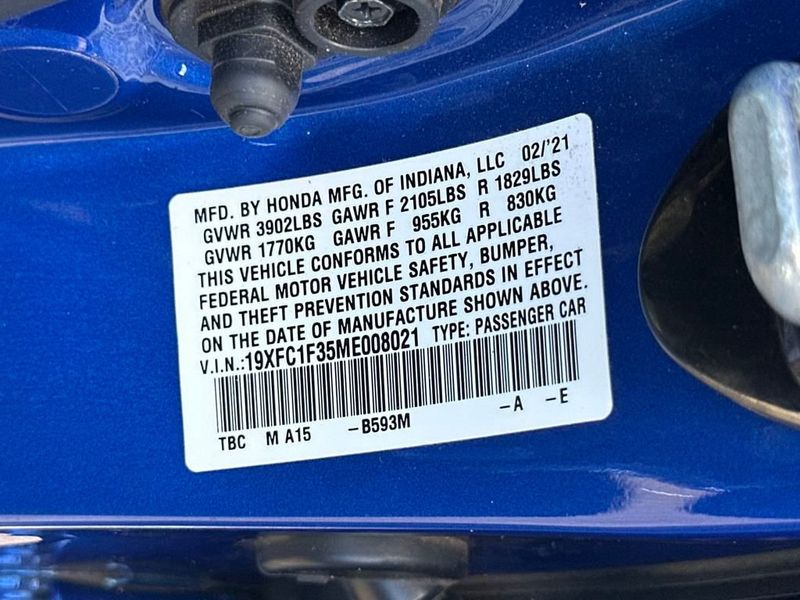 MFD. BY HONDA MFG. OF INDIANA, LLC 02/'21
GVWR 3902LBS GAWR F 2105LBS R 1829LBS
GVWR 1770KG GAWR F 955KG R 830KG
THIS VEHICLE CONFORMS TO ALL APPLICABLE
FEDERAL MOTOR VEHICLE SAFETY, BUMPER,
AND THEFT PREVENTION STANDARDS IN EFFECT
ON THE DATE OF MANUFACTURE SHOWN ABOVE.
V.I.N.:19XFC1F35ME008021 TYPE: PASSENGER CAR
TBC M A15 -B593M -A -E